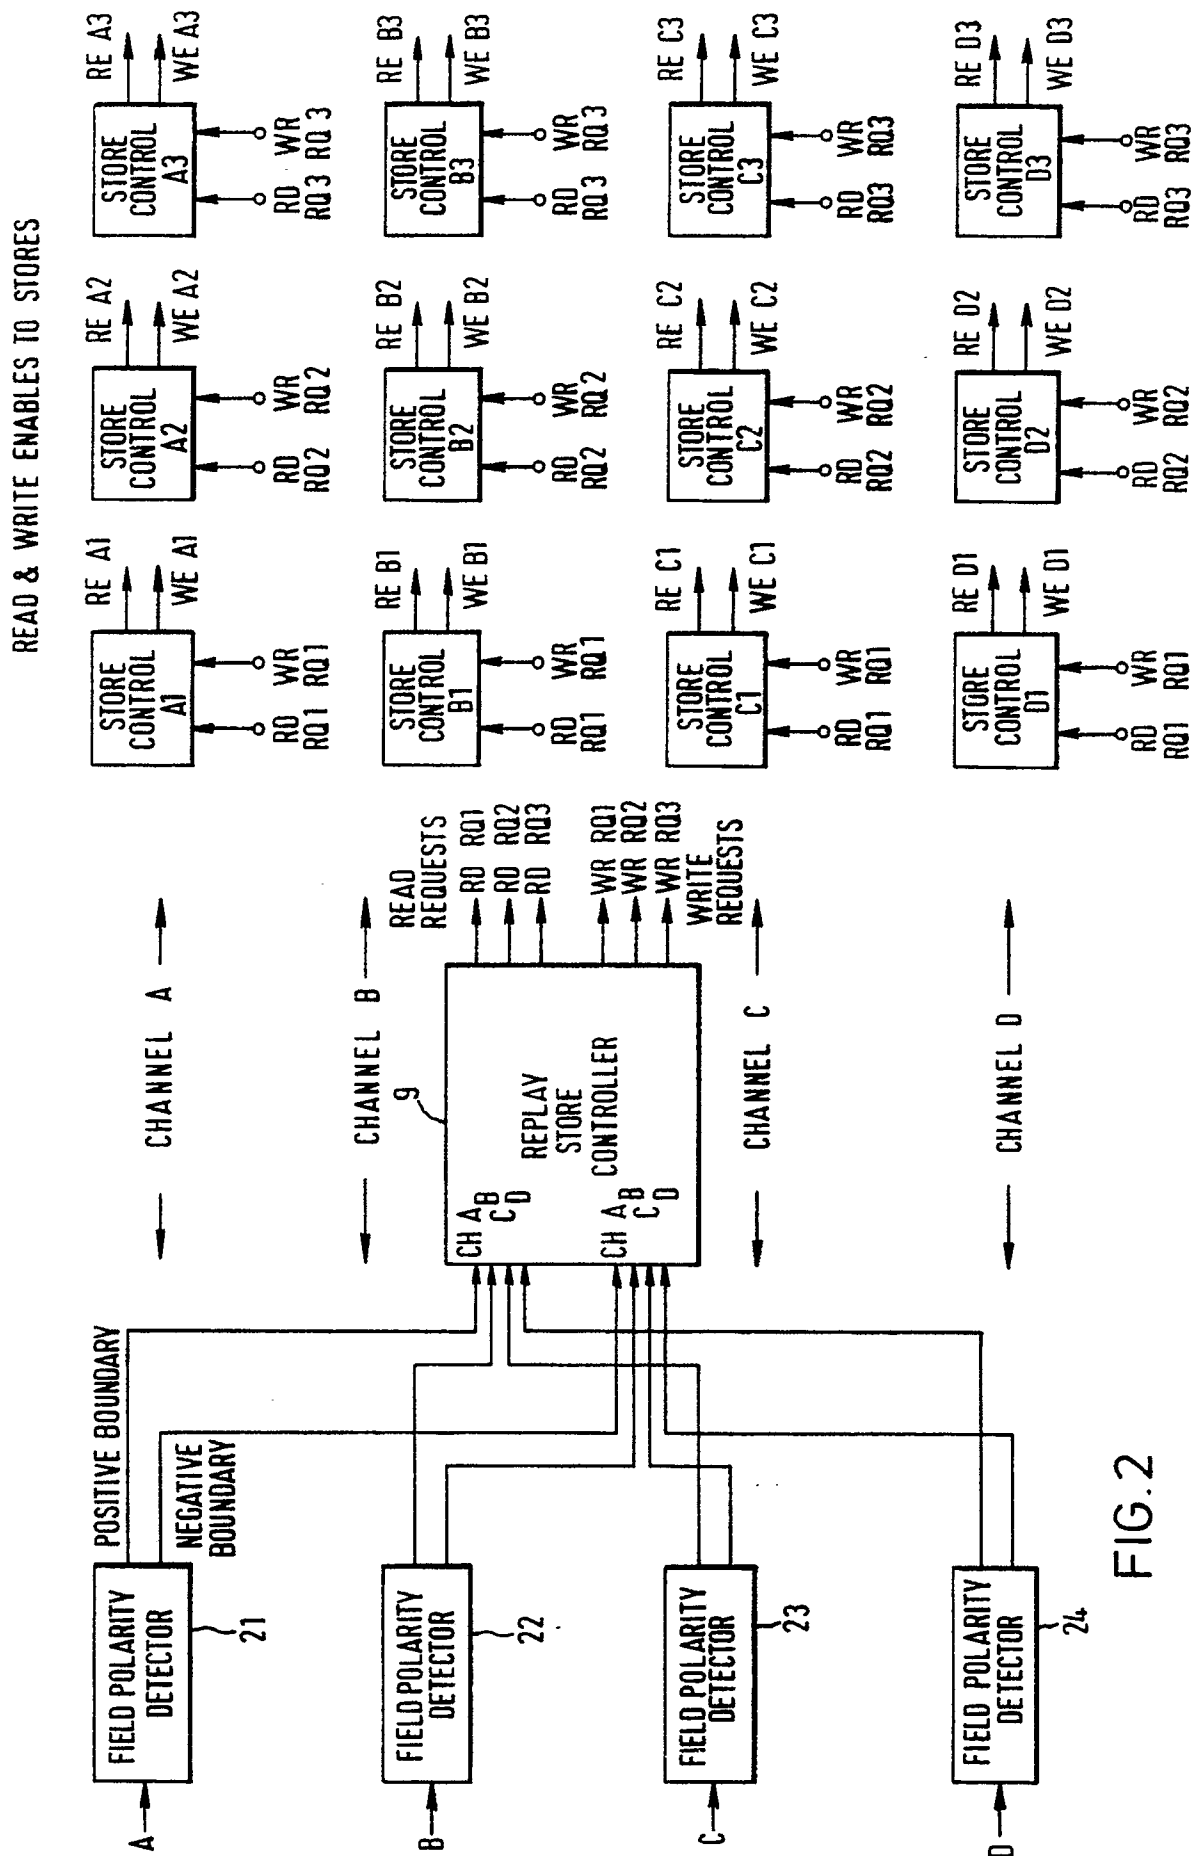 READ & WRITE ENABLES TO STORES
A
FIELD POLARITY
DETECTOR
21
POSITIVE BOUNDARY
NEGATIVE
BOUNDARY
CHANNEL A
STORE
CONTROL
A1
RE A1
WE A1
RD
RQ1
WR
RQ1
STORE
CONTROL
A2
RE A2
WE A2
RD
RQ2
WR
RQ2
STORE
CONTROL
A3
RE A3
WE A3
RD
RQ3
WR
RQ3
B
FIELD POLARITY
DETECTOR
22
CHANNEL B
STORE
CONTROL
B1
RE B1
WE B1
RD
RQ1
WR
RQ1
STORE
CONTROL
B2
RE B2
WE B2
RD
RQ2
WR
RQ2
STORE
CONTROL
B3
RE B3
WE B3
RD
RQ3
WR
RQ3
9
CH A
B
C
D
CH A
B
C
D
REPLAY
STORE
CONTROLLER
READ
REQUESTS
RD RQ1
RD RQ2
RD RQ3
WR RQ1
WR RQ2
WR RQ3
WRITE
REQUESTS
C
FIELD POLARITY
DETECTOR
23
CHANNEL C
STORE
CONTROL
C1
RE C1
WE C1
RD
RQ1
WR
RQ1
STORE
CONTROL
C2
RE C2
WE C2
RD
RQ2
WR
RQ2
STORE
CONTROL
C3
RE C3
WE C3
RD
RQ3
WR
RQ3
D
FIELD POLARITY
DETECTOR
24
CHANNEL D
STORE
CONTROL
D1
RE D1
WE D1
RD
RQ1
WR
RQ1
STORE
CONTROL
D2
RE D2
WE D2
RD
RQ2
WR
RQ2
STORE
CONTROL
D3
RE D3
WE D3
RD
RQ3
WR
RQ3
FIG.2